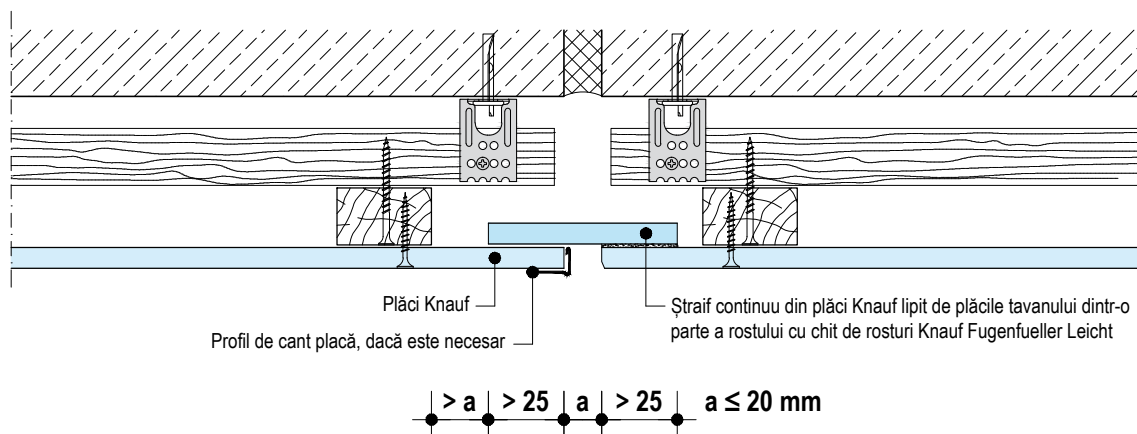 Plăci Knauf
Profil de cant placă, dacă este necesar
Ștraif continuu din plăci Knauf lipit de plăcile tavanului dintr-o
parte a rostului cu chit de rosturi Knauf Fugenfueller Leicht
> a > 25 a > 25 a ≤ 20 mm